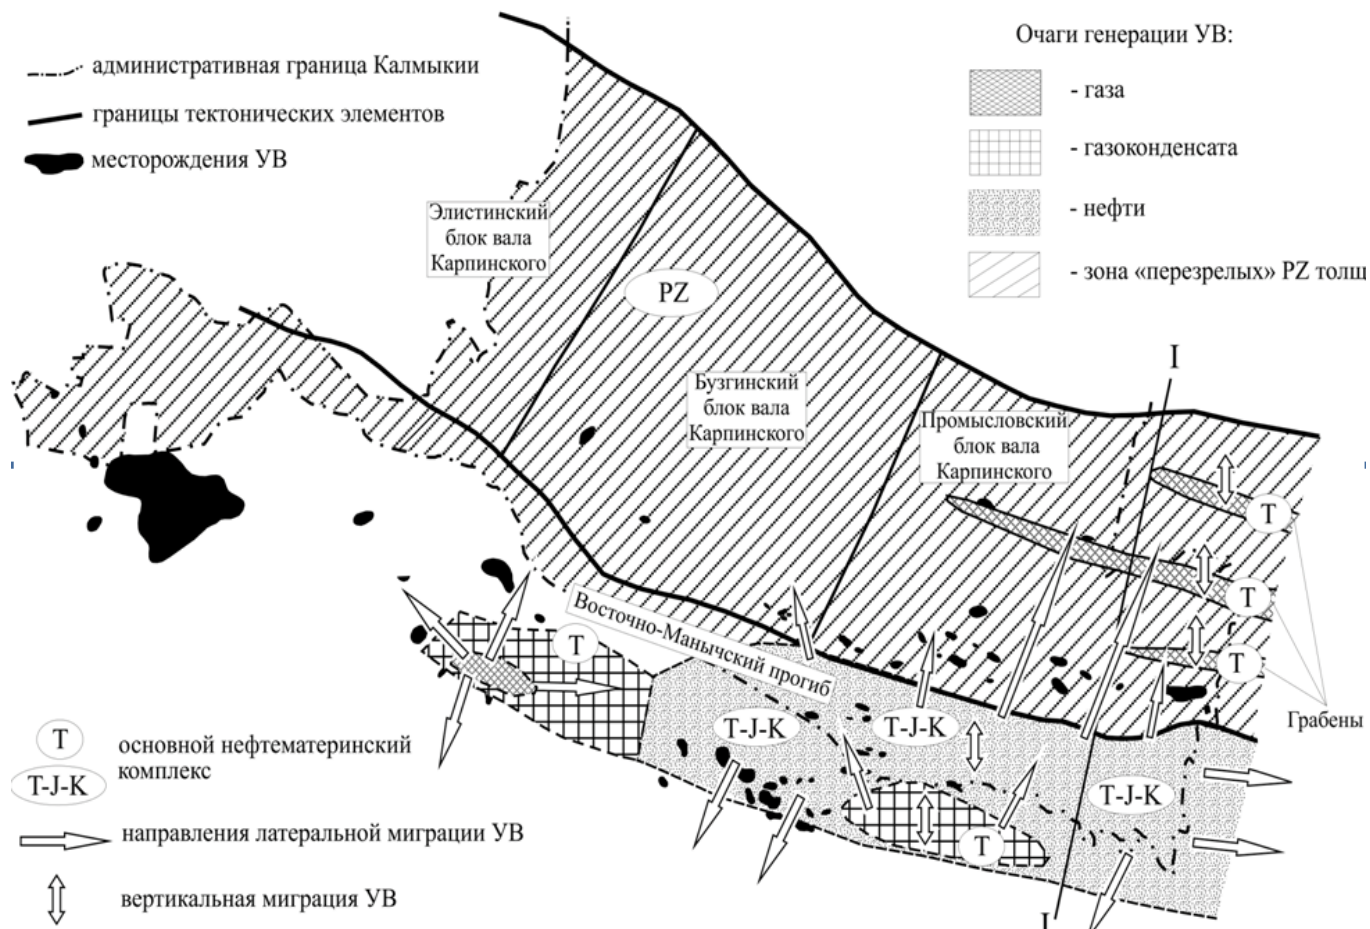 административная граница Калмыкии
границы тектонических элементов
месторождения УВ
Очаги генерации УВ:
- газа
- газоконденсата
- нефти
- зона «перезрелых» PZ толщ
Элистинский
блок вала
Карпинского
PZ
Бузгинский
блок вала
Карпинского
Промысловский
блок вала
Карпинского
I
T
T
T
Грабены
Восточно-Манычский прогиб
T
T-J-K
T-J-K
T-J-K
T
I
T
основной нефтематеринский
комплекс
T-J-K
направления латеральной миграции УВ
вертикальная миграция УВ